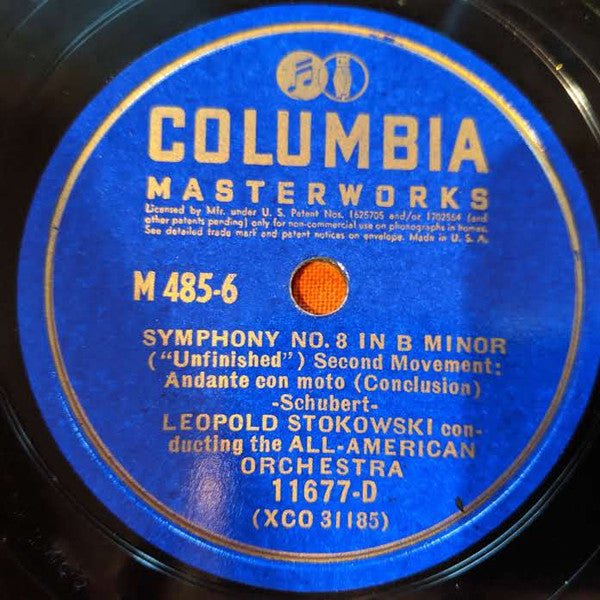 COLUMBIA
MASTERWORKS
Licensed by Mfr. under U. S. Patent Nos. 1625705 and/or 1702564 (and
other patents pending) only for non-commercial use on phonographs in homes.
See detailed trade mark and patent notices on envelope. Made in U. S. A.
M 485-6
SYMPHONY NO. 8 IN B MINOR
("Unfinished") Second Movement:
Andante con moto (Conclusion)
-Schubert-
LEOPOLD STOKOWSKI con-
ducting the ALL-AMERICAN
ORCHESTRA
11677-D
(XCO 31185)